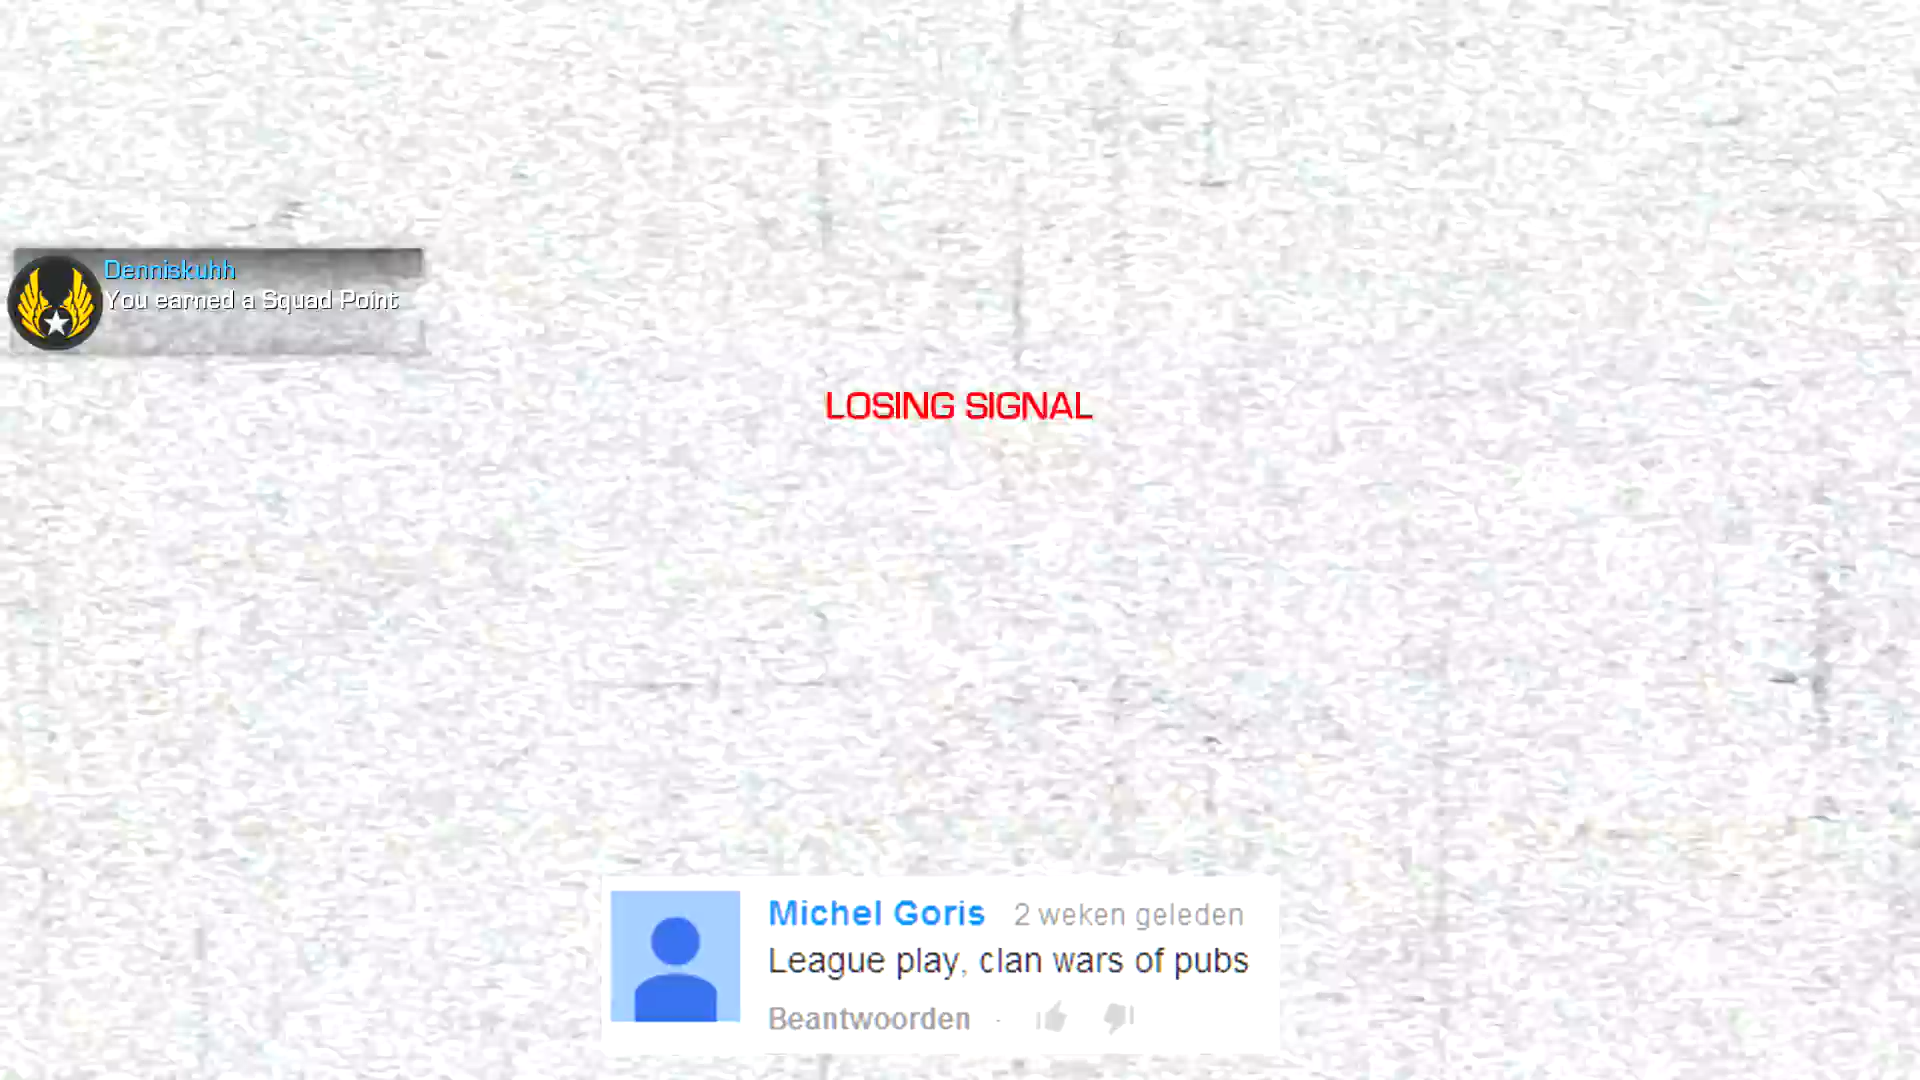 Denniskuhh
You earned a Squad Point
LOSING SIGNAL
Michel Goris 2 weken geleden
League play, clan wars of pubs
Beantwoorden ·